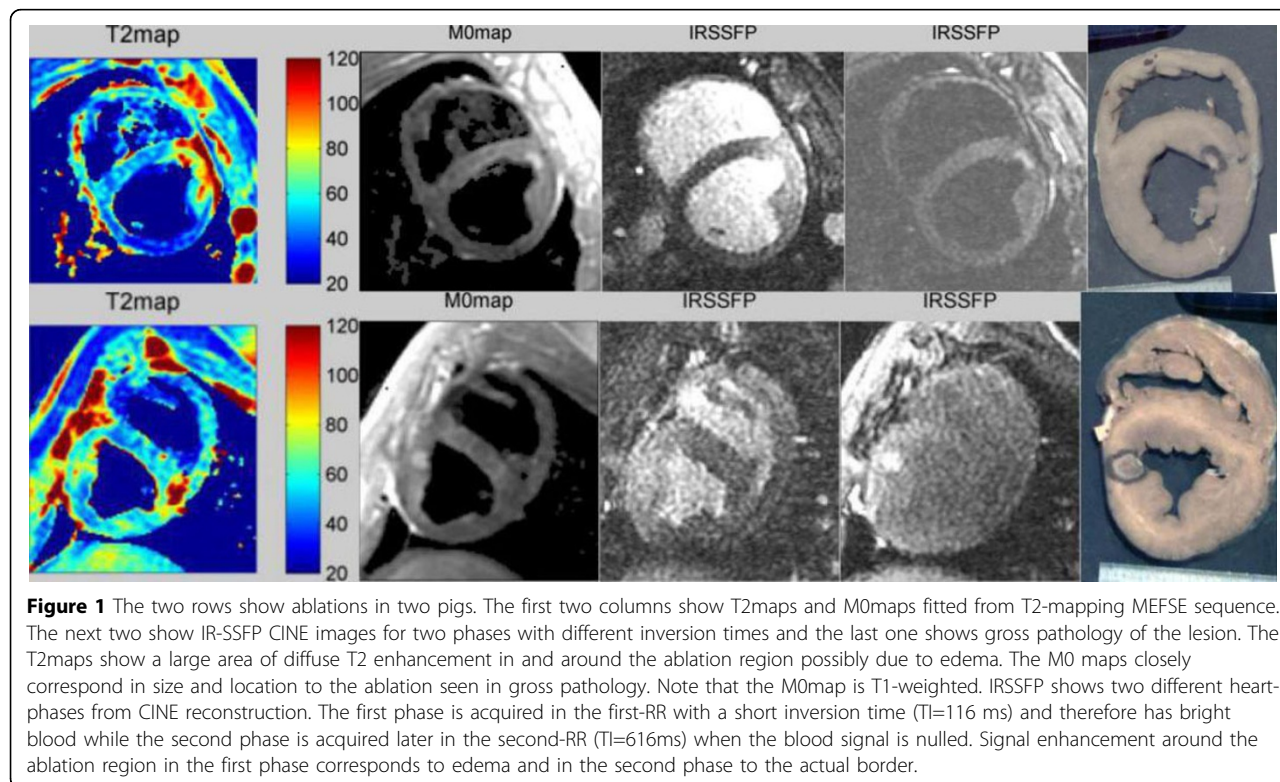 T2map M0map IRSSFP IRSSFP
120
100
80
60
40
20
T2map M0map IRSSFP IRSSFP
120
100
80
60
40
20
Figure 1 The two rows show ablations in two pigs. The first two columns show T2maps and M0maps fitted from T2-mapping MEFSE sequence.
The next two show IR-SSFP CINE images for two phases with different inversion times and the last one shows gross pathology of the lesion. The
T2maps show a large area of diffuse T2 enhancement in and around the ablation region possibly due to edema. The M0 maps closely
correspond in size and location to the ablation seen in gross pathology. Note that the M0map is T1-weighted. IRSSFP shows two different heart-
phases from CINE reconstruction. The first phase is acquired in the first-RR with a short inversion time (TI=116 ms) and therefore has bright
blood while the second phase is acquired later in the second-RR (TI=616ms) when the blood signal is nulled. Signal enhancement around the
ablation region in the first phase corresponds to edema and in the second phase to the actual border.